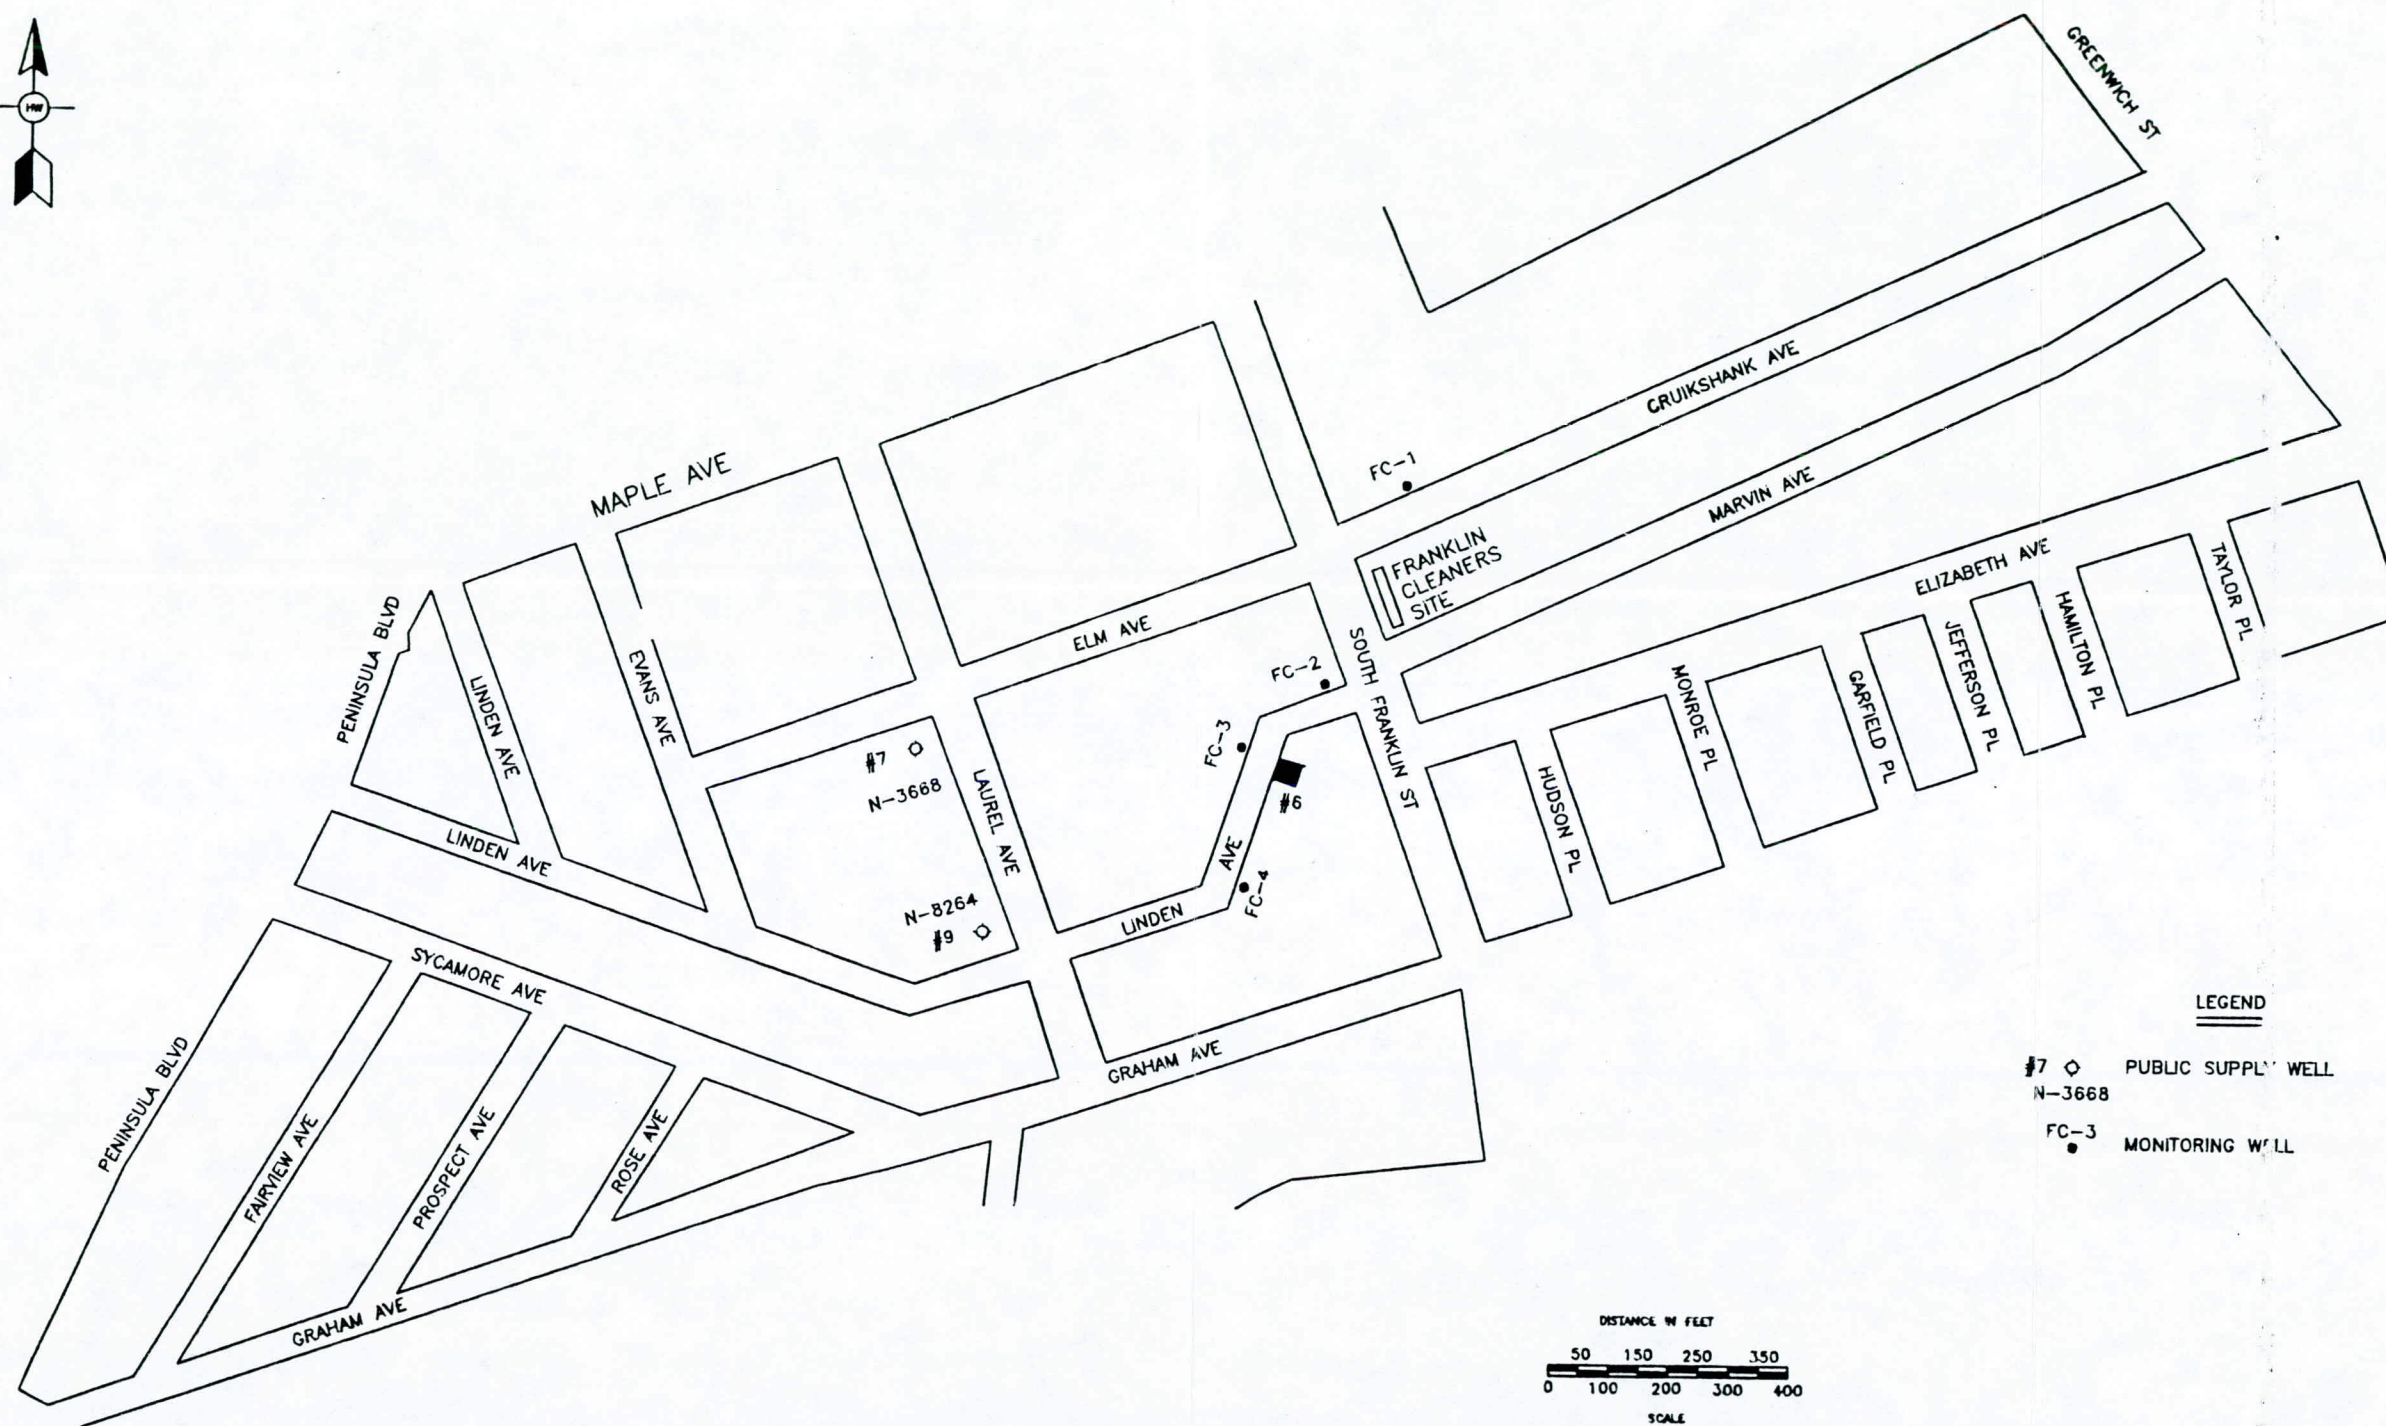 GREENWICH ST
HW
CRUIKSHANK AVE
FC-1
MAPLE AVE
MARVIN AVE
FRANKLIN
CLEANERS
SITE
ELIZABETH AVE
TAYLOR PL
HAMILTON PL
JEFFERSON PL
PENINSULA BLVD
ELM AVE
EVANS AVE
LINDEN AVE
FC-2
SOUTH FRANKLIN ST
MONROE PL
GARFIELD PL
FC-3
#7
N-3668
LAUREL AVE
#6
HUDSON PL
LINDEN AVE
AVE
FC-4
N-8264
#9
LINDEN
SYCAMORE AVE
LEGEND
GRAHAM AVE
#7
PUBLIC SUPPLY WELL
N-3668
PENINSULA BLVD
FAIRVIEW AVE
PROSPECT AVE
ROSE AVE
FC-3
MONITORING WELL
GRAHAM AVE
DISTANCE IN FEET
50 150 250 350
0 100 200 300 400
SCALE